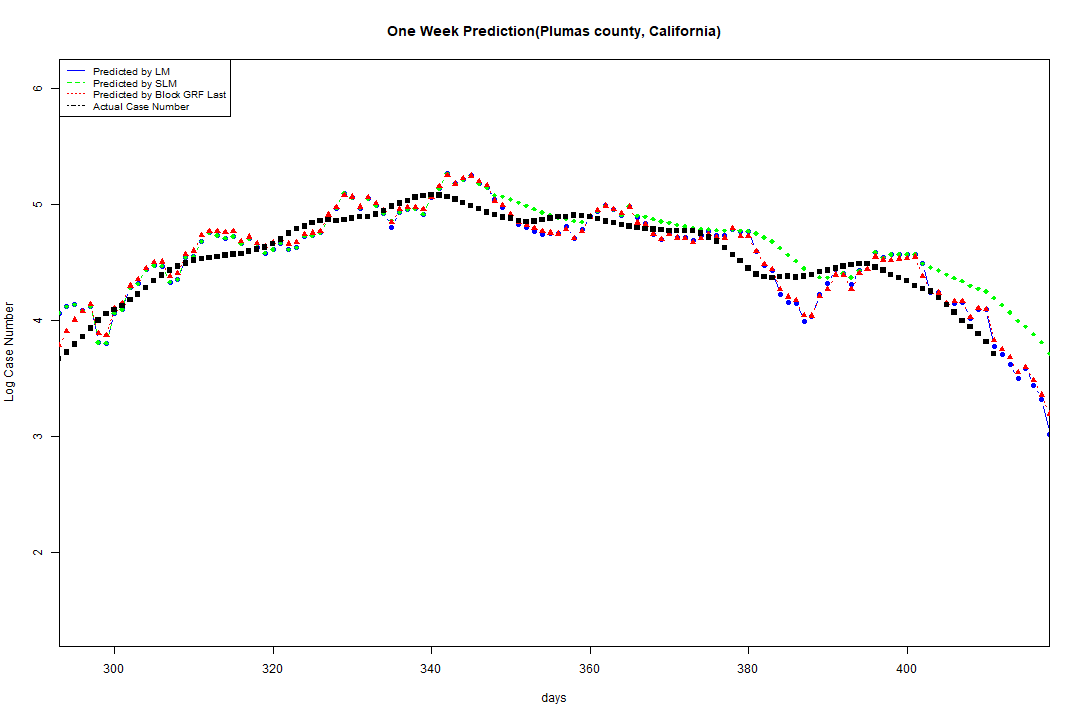 One Week Prediction(Plumas county, California)
Predicted by LM
Predicted by SLM
Predicted by Block GRF Last
Actual Case Number
6
5
4
3
2
Log Case Number
300 320 340 360 380 400
days